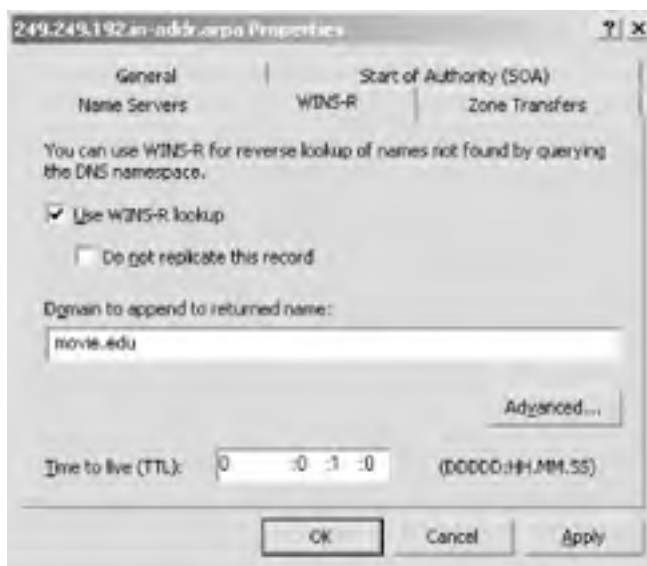 249.249.192.in-addr.arpa Properties ? ×
General Start of Authority (SOA)
Name Servers WINS-R Zone Transfers
You can use WINS-R for reverse lookup of names not found by querying
the DNS namespace.
Use WINS-R lookup
Do not replicate this record
Domain to append to returned name:
movie.edu
Advanced...
Time to live (TTL): 0 :0 :1 :0 (DDDDD:HH.MM.SS)
OK Cancel Apply